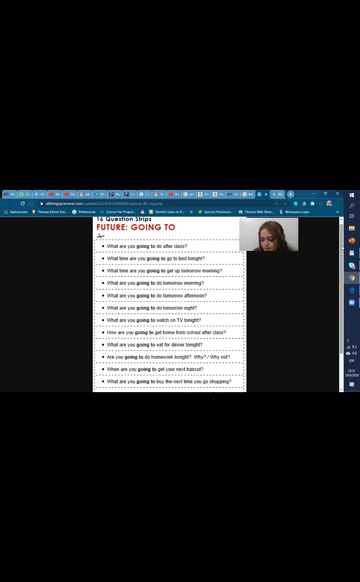 16 Question Strips
FUTURE: GOING TO
What are you going to do after class?
What time are you going to go to bed tonight?
What time are you going to get up tomorrow morning?
What are you going to do tomorrow morning?
What are you going to do tomorrow afternoon?
What are you going to do tomorrow night?
What are you going to watch on TV tonight?
How are you going to get home from school after class?
What are you going to eat for dinner tonight?
Are you going to do homework tonight? Why? / Why not?
When are you going to get your next haircut?
What are you going to buy the next time you go shopping?